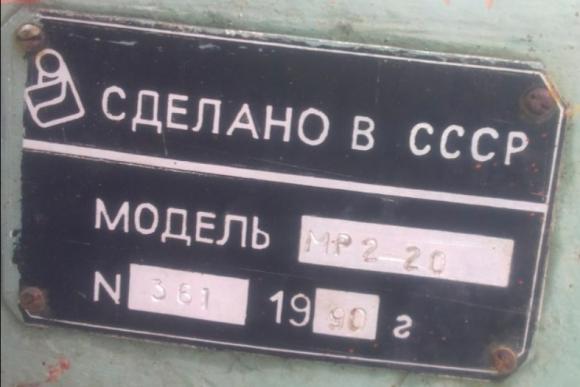 СДЕЛАНО В СССР
МОДЕЛЬ МР2-20
N 361 1990 г